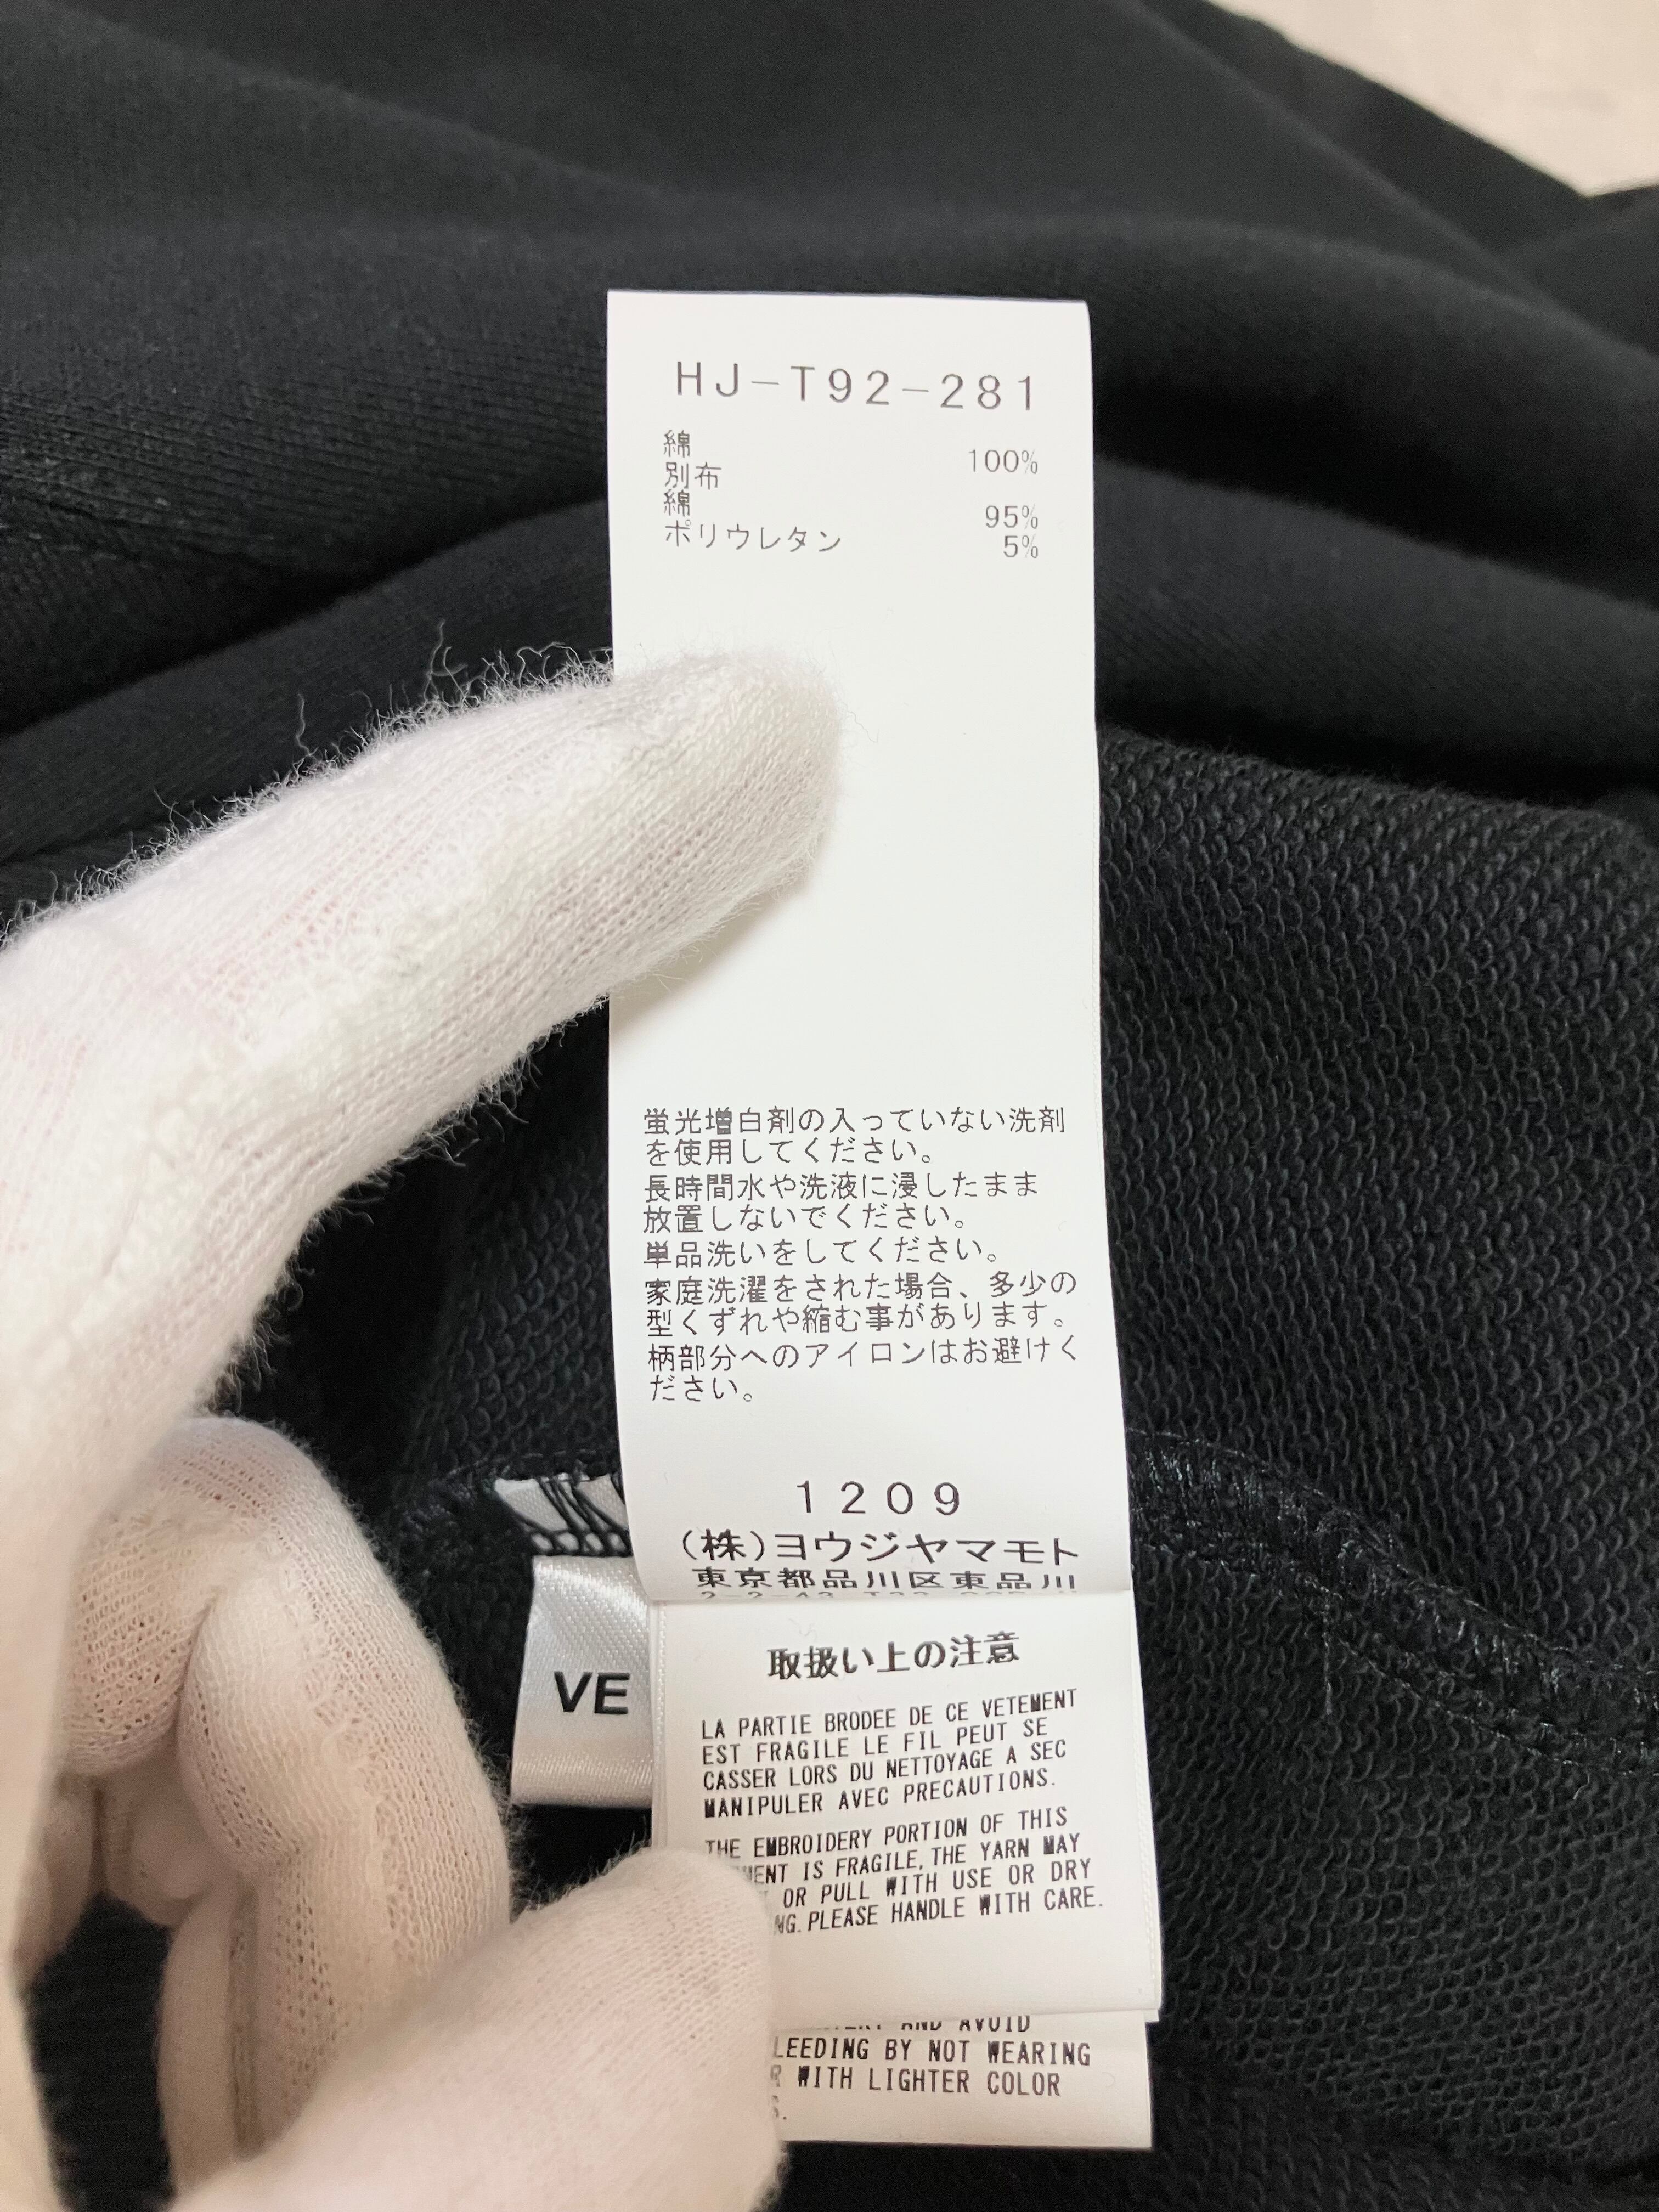 HJ-T92-281
綿 100%
別布
綿 95%
ポリウレタン 5%
蛍光増白剤の入っていない洗剤
を使用してください。
長時間水や洗液に浸したまま
放置しないでください。
単品洗いをしてください。
家庭洗濯をされた場合、多少の
型くずれや縮む事があります。
柄部分へのアイロンはお避けく
ださい。
1209
(株)ヨウジヤマモト
東京都品川区東品川
VE
取扱い上の注意
LA PARTIE BRODEE DE CE VETEMENT
EST FRAGILE LE FIL PEUT SE
CASSER LORS DU NETTOYAGE A SEC
MANIPULER AVEC PRECAUTIONS.
THE EMBROIDERY PORTION OF THIS
IS FRAGILE, THE YARN MAY
OR PULL WITH USE OR DRY
NG. PLEASE HANDLE WITH CARE.
AND AVOID
LEEDING BY NOT WEARING
WITH LIGHTER COLOR